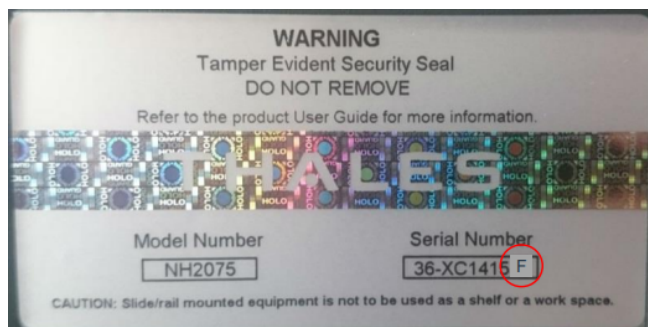 WARNING
Tamper Evident Security Seal
DO NOT REMOVE
Refer to the product User Guide for more information.
THALES
Model Number
Serial Number
NH2075
36-XC1415 F
CAUTION: Slide/rail mounted equipment is not to be used as a shelf or a work space.